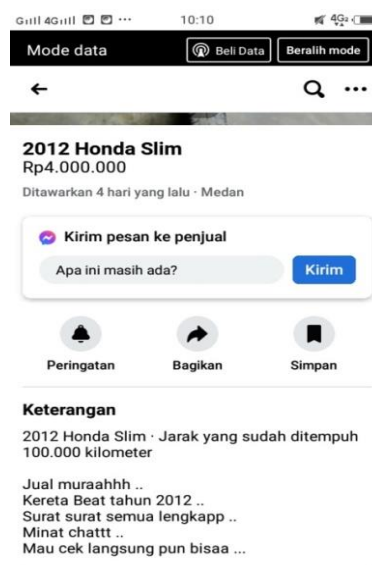 10:10
Mode data
Beli Data
Beralih mode
2012 Honda Slim
Rp4.000.000
Ditawarkan 4 hari yang lalu · Medan
Kirim pesan ke penjual
Apa ini masih ada?
Kirim
Peringatan
Bagikan
Simpan
Keterangan
2012 Honda Slim · Jarak yang sudah ditempuh
100.000 kilometer
Jual muraahhh ..
Kereta Beat tahun 2012 ..
Surat surat semua lengkapp ..
Minat chattt ..
Mau cek langsung pun bisaa ...